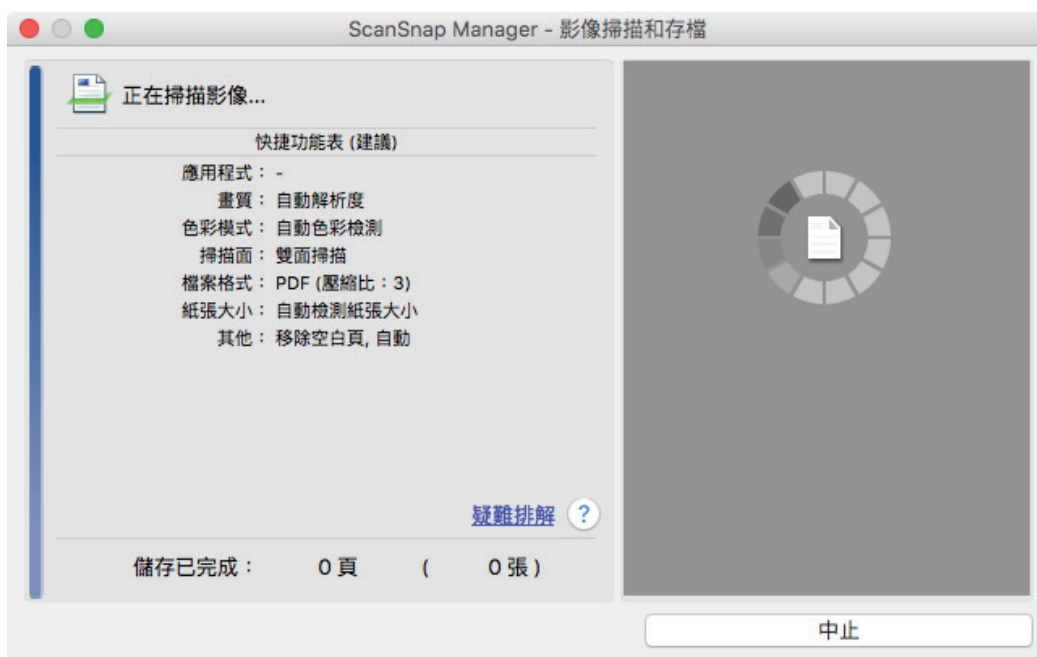 ScanSnap Manager - 影像掃描和存檔
正在掃描影像...
快捷功能表 (建議)
應用程式： -
畫質： 自動解析度
色彩模式： 自動色彩檢測
掃描面： 雙面掃描
檔案格式： PDF (壓縮比：3)
紙張大小： 自動檢測紙張大小
其他： 移除空白頁, 自動
疑難排解 ?
儲存已完成： 0 頁 ( 0 張 )
中止